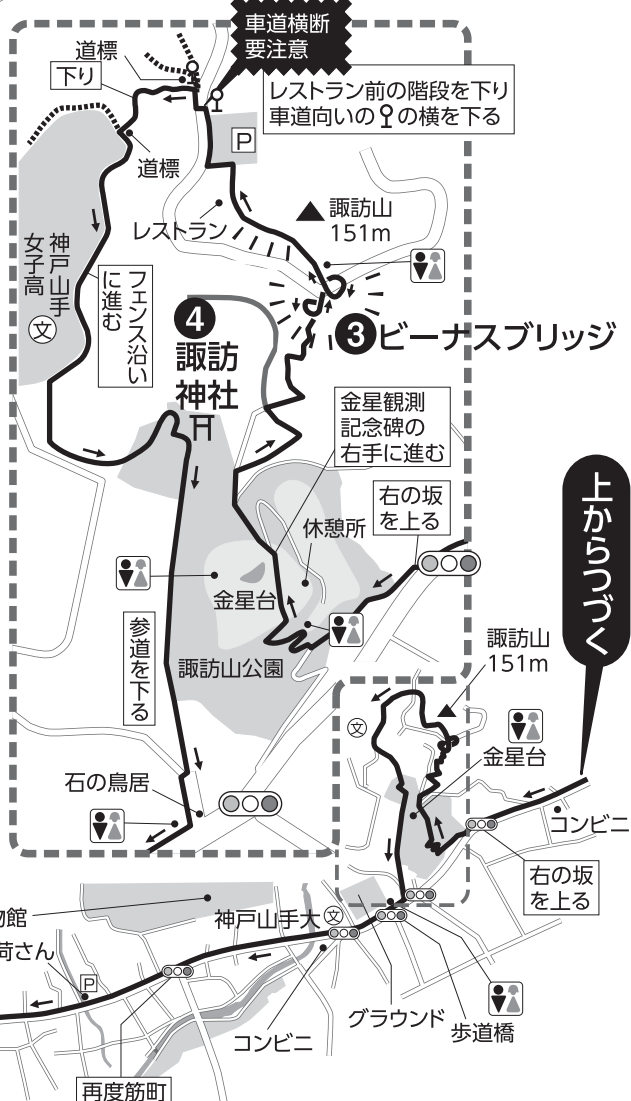 車道横断
要注意
道標
下り
レストラン前の階段を下り
車道向いの の横を下る
P
道標
レストラン
諏訪山
151m
神戸山手
女子高
文
フェンス沿い
に進む
4
諏訪
神社
3 ビーナスブリッジ
金星観測
記念碑の
右手に進む
右の坂
を上る
休憩所
上からつづく
金星台
参道を下る
諏訪山公園
諏訪山
151m
文
石の鳥居
金星台
コンビニ
右の坂
を上る
物館
神戸山手大 文
荷さん
P
グラウンド
コンビニ
歩道橋
再度筋町